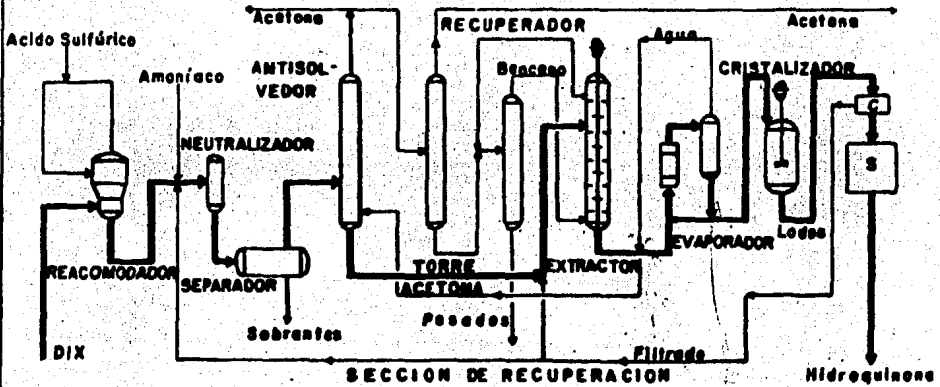 Acetona
RECUPERADOR
Acetona
Acido Sulfúrico
Amoníaco
ANTISOL-
VEDOR
Benceno
Agua
CRISTALIZADOR
C
NEUTRALIZADOR
S
REACOMODADOR
SEPARADOR
TORRE
ACETONA
EXTRACTOR
EVAPORADOR
Lodos
Sobrantes
Pesados
DIX
Filtrado
Hidroquinona
SECCION DE RECUPERACION